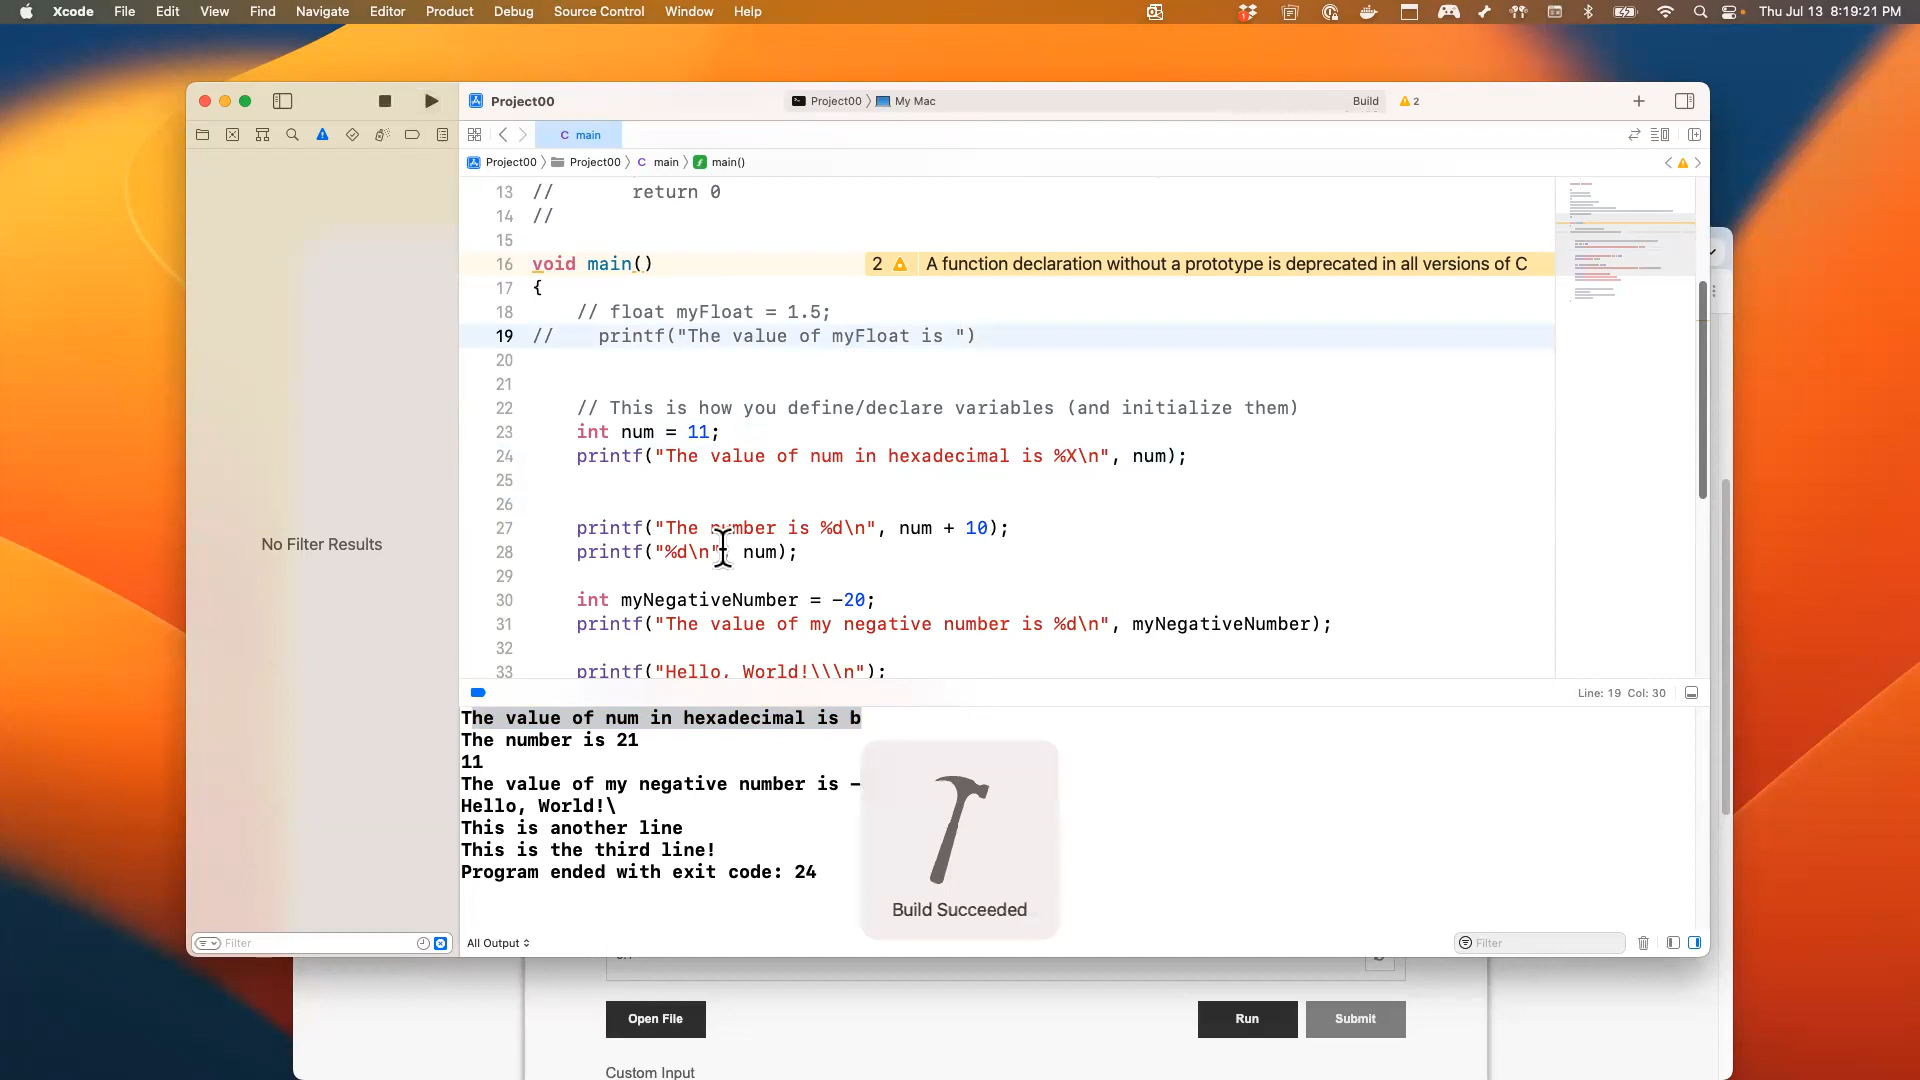 Xcode File Edit View Find Navigate Editor Product Debug Source Control Window Help Thu Jul 13 8:19:21 PM
Project00 Project00 My Mac Build 2
C main
Project00 Project00 C main main()
13 // return 0
14 //
15
16 void main() 2 A function declaration without a prototype is deprecated in all versions of C
17 {
18 // float myFloat = 1.5;
19 // printf("The value of myFloat is ")
20
21
22 // This is how you define/declare variables (and initialize them)
23 int num = 11;
24 printf("The value of num in hexadecimal is %X\n", num);
25
26
27 printf("The number is %d\n", num + 10);
28 printf("%d\n", num);
29
30 int myNegativeNumber = -20;
31 printf("The value of my negative number is %d\n", myNegativeNumber);
32
33 printf("Hello, World!\\\n");
No Filter Results
Line: 19 Col: 30
The value of num in hexadecimal is b
The number is 21
11
The value of my negative number is -
Hello, World!\
This is another line
This is the third line!
Program ended with exit code: 24
Build Succeeded
Filter
All Output
Filter
Open File Run Submit
Custom Input